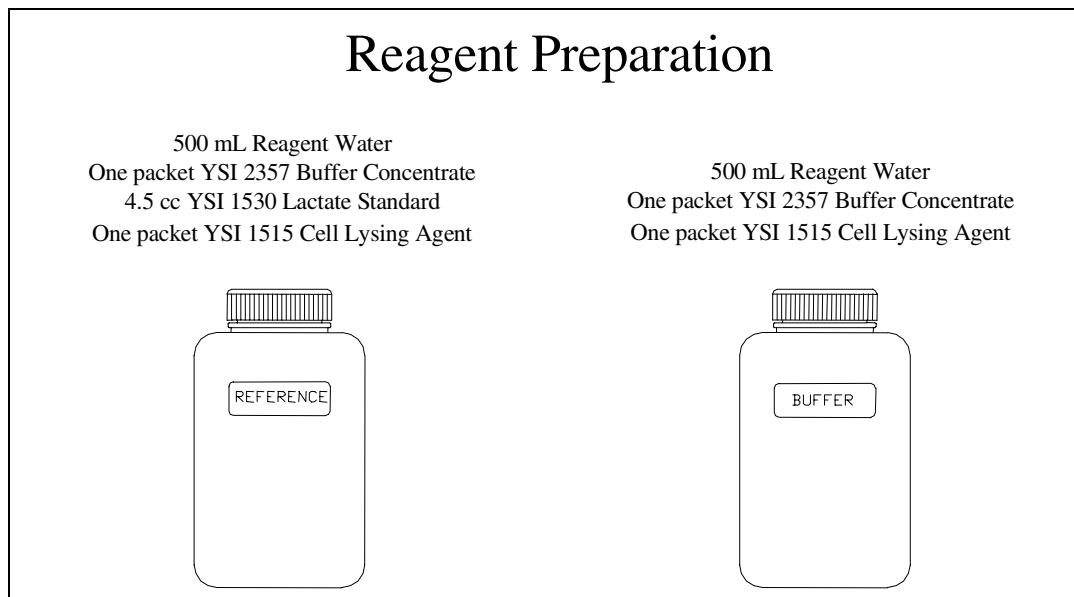 Reagent Preparation
500 mL Reagent Water
One packet YSI 2357 Buffer Concentrate
4.5 cc YSI 1530 Lactate Standard
One packet YSI 1515 Cell Lysing Agent
REFERENCE
500 mL Reagent Water
One packet YSI 2357 Buffer Concentrate
One packet YSI 1515 Cell Lysing Agent
BUFFER